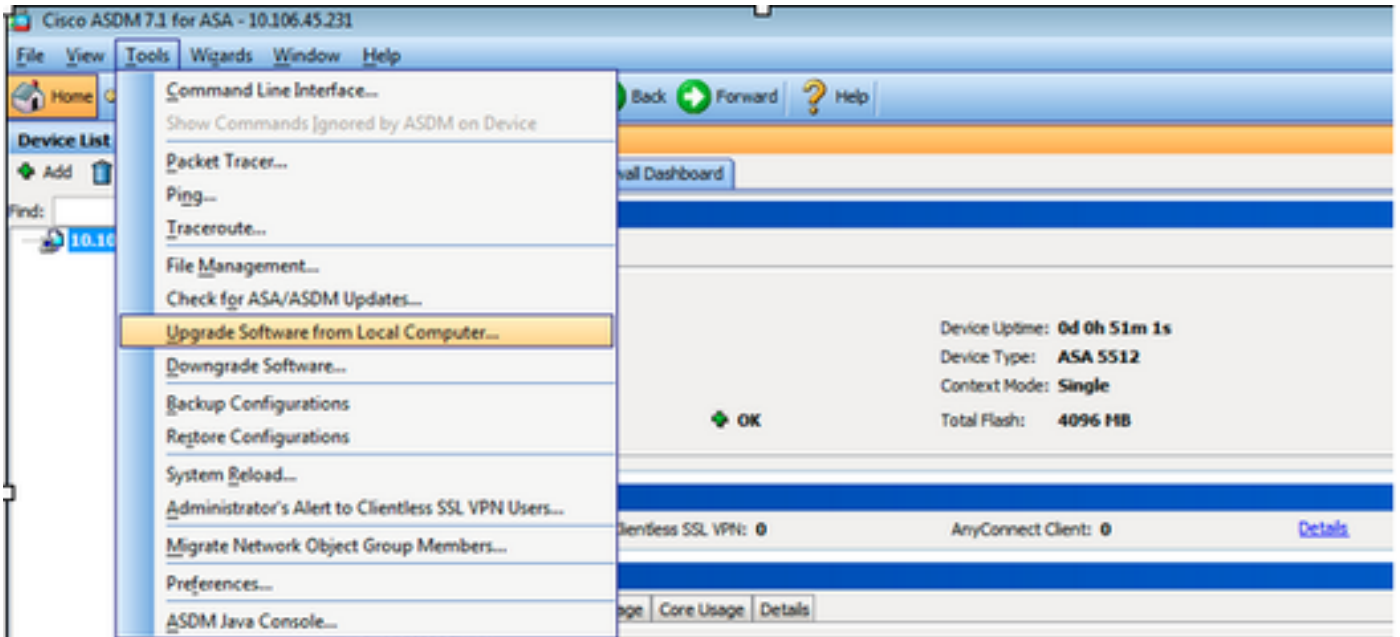 Cisco ASDM 7.1 for ASA - 10.106.45.231
File View Tools Wizards Window Help
Home
Back Forward Help
Device List
Add
Find:
Command Line Interface...
Show Commands Ignored by ASDM on Device
Packet Tracer...
Ping...
Traceroute...
File Management...
Check for ASA/ASDM Updates...
Upgrade Software from Local Computer...
Downgrade Software...
Backup Configurations
Restore Configurations
System Reload...
Administrator's Alert to Clientless SSL VPN Users...
Migrate Network Object Group Members...
Preferences...
ASDM Java Console...
Dashboard
Device Uptime: 0d 0h 51m 1s
Device Type: ASA 5512
Context Mode: Single
OK
Total Flash: 4096 MB
SSL VPN: 0 AnyConnect Client: 0 Details
Core Usage Details